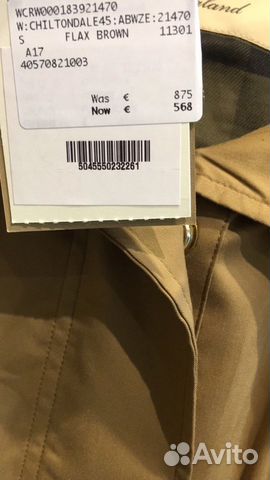 WCRW000183921470
W:CHILTONDALE45:ABWZE:21470
S FLAX BROWN 11301
A17
40570821003
Was € 875
Now € 568
5045550232261
Avito